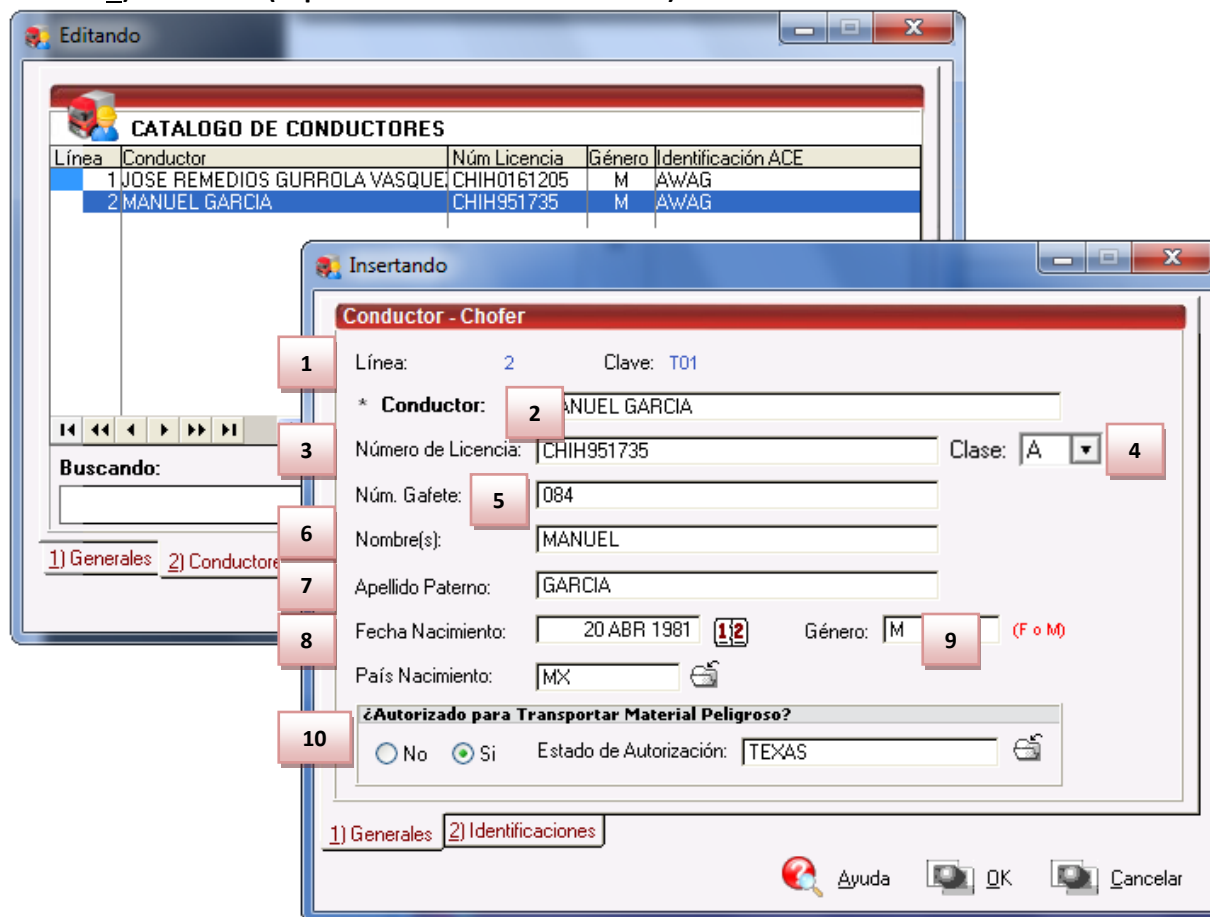 Editando
CATALOGO DE CONDUCTORES
Línea Conductor Núm Licencia Género Identificación ACE
1 JOSE REMEDIOS GURROLA VASQUE CHIH0161205 M AWAG
2 MANUEL GARCIA CHIH951735 M AWAG
Buscando:
1) Generales 2) Conductore
Insertando
Conductor - Chofer
1 Línea: 2 Clave: T01
* Conductor: 2 ANUEL GARCIA
3 Número de Licencia: CHIH951735 Clase: A 4
Núm. Gafete: 5 084
6 Nombre(s): MANUEL
7 Apellido Paterno: GARCIA
8 Fecha Nacimiento: 20 ABR 1981 12 Género: M 9 (F o M)
País Nacimiento: MX
¿Autorizado para Transportar Material Peligroso?
10 No Si Estado de Autorización: TEXAS
1) Generales 2) Identificaciones
Ayuda OK Cancelar